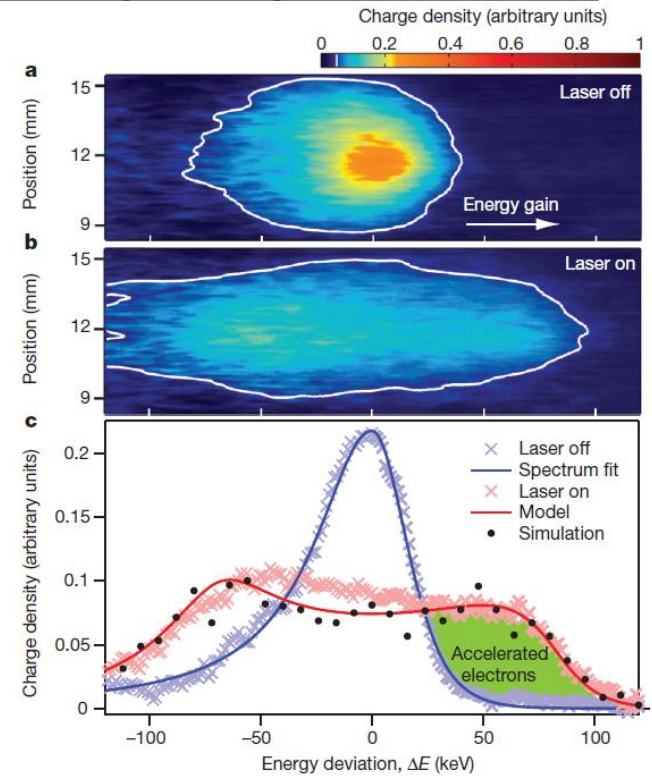 Charge density (arbitrary units)
0 0.2 0.4 0.6 0.8 1
a
Laser off
15
12
9
Position (mm)
Energy gain
b
Laser on
15
12
9
Position (mm)
c
Laser off
Spectrum fit
Laser on
Model
Simulation
0.2
0.15
0.1
0.05
0
Charge density (arbitrary units)
Accelerated
electrons
−100 −50 0 50 100
Energy deviation, ΔE (keV)